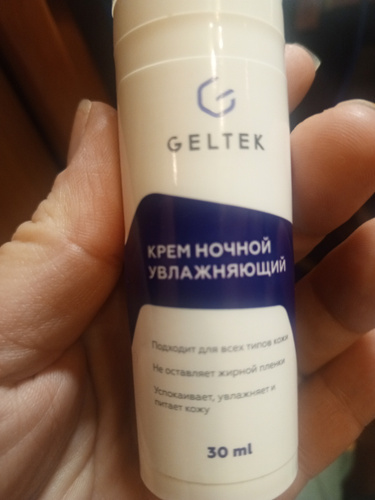 GELTEK
КРЕМ НОЧНОЙ
УВЛАЖНЯЮЩИЙ
Подходит для всех типов кожи
Не оставляет жирной пленки
Успокаивает, увлажняет и
питает кожу
30 ml